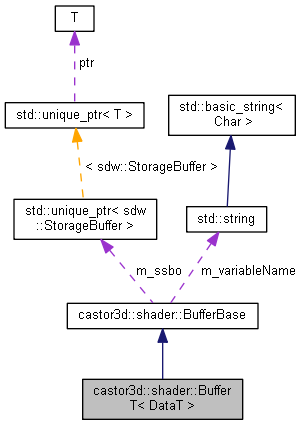 T
ptr
std::unique_ptr< T >
std::basic_string<
Char >
< sdw::StorageBuffer >
std::unique_ptr< sdw
::StorageBuffer >
std::string
m_ssbo
m_variableName
castor3d::shader::BufferBase
castor3d::shader::Buffer
T< DataT >